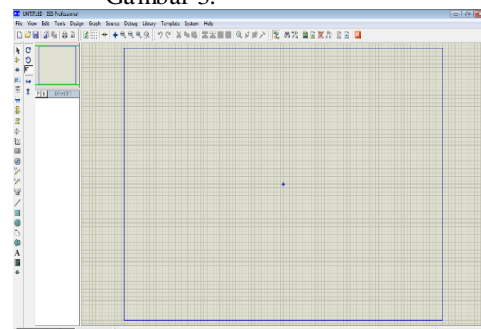 Gambar 3.
UNTITLED - ISIS Professional
File View Edit Tools Design Graph Source Debug Library Template System Help
P L DEVICES